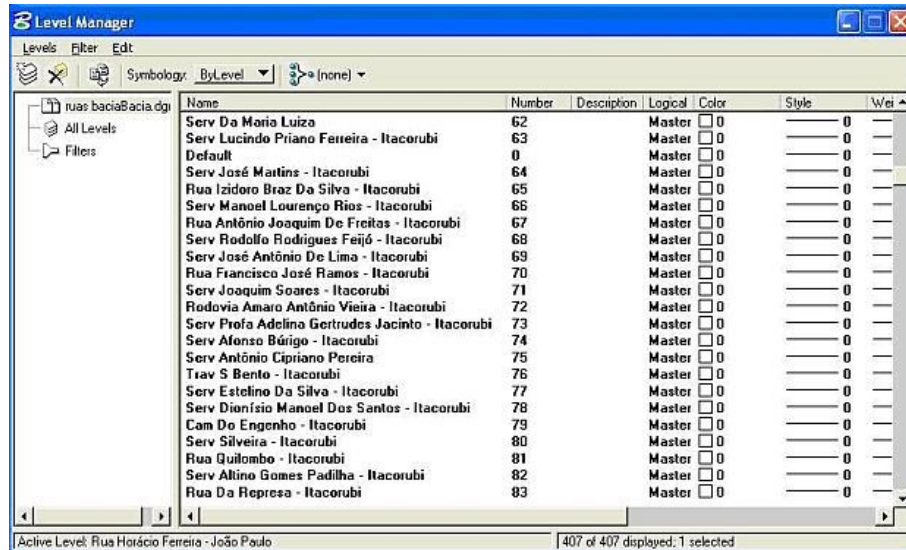 Level Manager
Levels Filter Edit
Symbology: ByLevel (none)
ruas baciaBacia.dgn
All Levels
Filters
Name Number Description Logical Color Style Wei
Serv Da Maria Luiza 62 Master 0 0
Serv Lucindo Priano Ferreira - Itacorubi 63 Master 0 0
Default 0 Master 0 0
Serv José Martins - Itacorubi 64 Master 0 0
Rua Izidoro Braz Da Silva - Itacorubi 65 Master 0 0
Serv Manoel Lourenço Rios - Itacorubi 66 Master 0 0
Rua Antônio Joaquim De Freitas - Itacorubi 67 Master 0 0
Serv Rodolfo Rodrigues Feijó - Itacorubi 68 Master 0 0
Serv José Antônio De Lima - Itacorubi 69 Master 0 0
Rua Francisco José Ramos - Itacorubi 70 Master 0 0
Serv Joaquim Soares - Itacorubi 71 Master 0 0
Rodovia Amaro Antônio Vieira - Itacorubi 72 Master 0 0
Serv Profa Adelina Gertrudes Jacinto - Itacorubi 73 Master 0 0
Serv Afonso Búrigo - Itacorubi 74 Master 0 0
Serv Antônio Cipriano Pereira 75 Master 0 0
Trav S Bento - Itacorubi 76 Master 0 0
Serv Estelino Da Silva - Itacorubi 77 Master 0 0
Serv Dionísio Manoel Dos Santos - Itacorubi 78 Master 0 0
Cam Do Engenho - Itacorubi 79 Master 0 0
Serv Silveira - Itacorubi 80 Master 0 0
Rua Quilombo - Itacorubi 81 Master 0 0
Serv Altino Gomes Padilha - Itacorubi 82 Master 0 0
Rua Da Represa - Itacorubi 83 Master 0 0
Active Level: Rua Horácio Ferreira - João Paulo 407 of 407 displayed; 1 selected